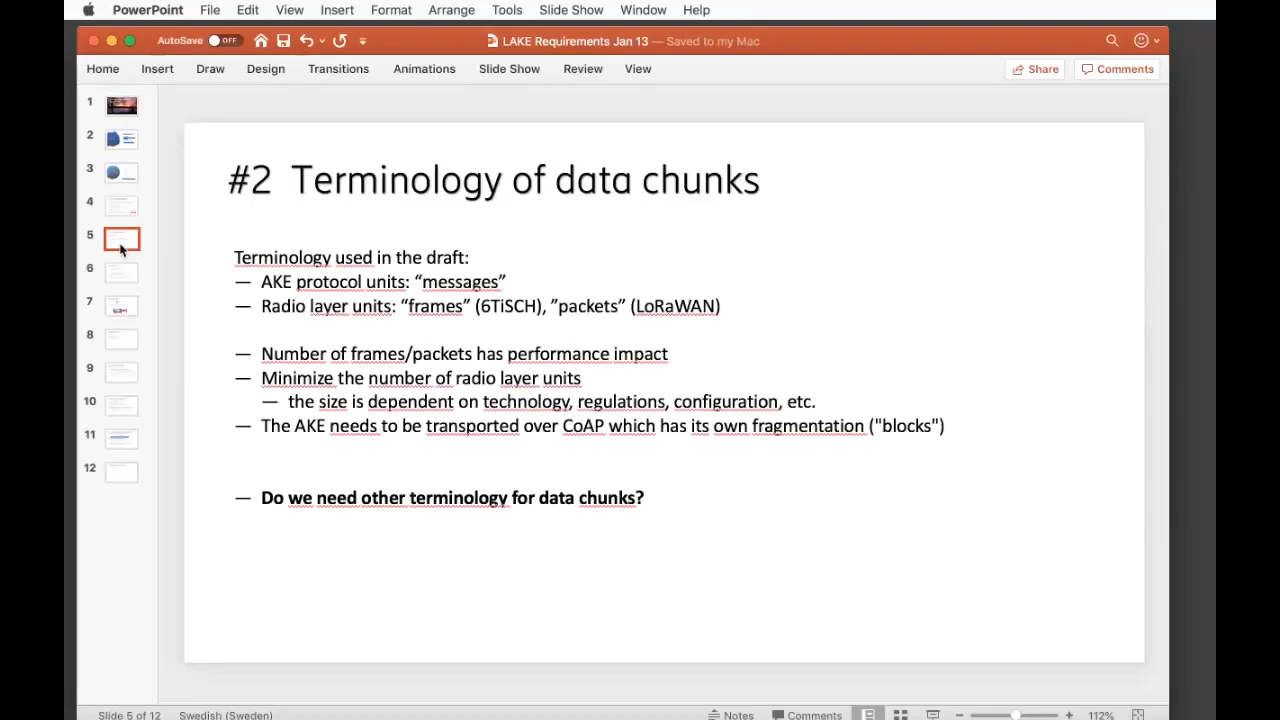 PowerPoint File Edit View Insert Format Arrange Tools Slide Show Window Help
AutoSave OFF LAKE Requirements Jan 13 — Saved to my Mac
Home Insert Draw Design Transitions Animations Slide Show Review View Share Comments
1
2
3
4
5
6
7
8
9
10
11
12
#2 Terminology of data chunks
Terminology used in the draft:
— AKE protocol units: “messages”
— Radio layer units: “frames” (6TiSCH), ”packets” (LoRaWAN)
— Number of frames/packets has performance impact
— Minimize the number of radio layer units
— the size is dependent on technology, regulations, configuration, etc.
— The AKE needs to be transported over CoAP which has its own fragmentation ("blocks")
— Do we need other terminology for data chunks?
Slide 5 of 12 Swedish (Sweden) Notes Comments 112%